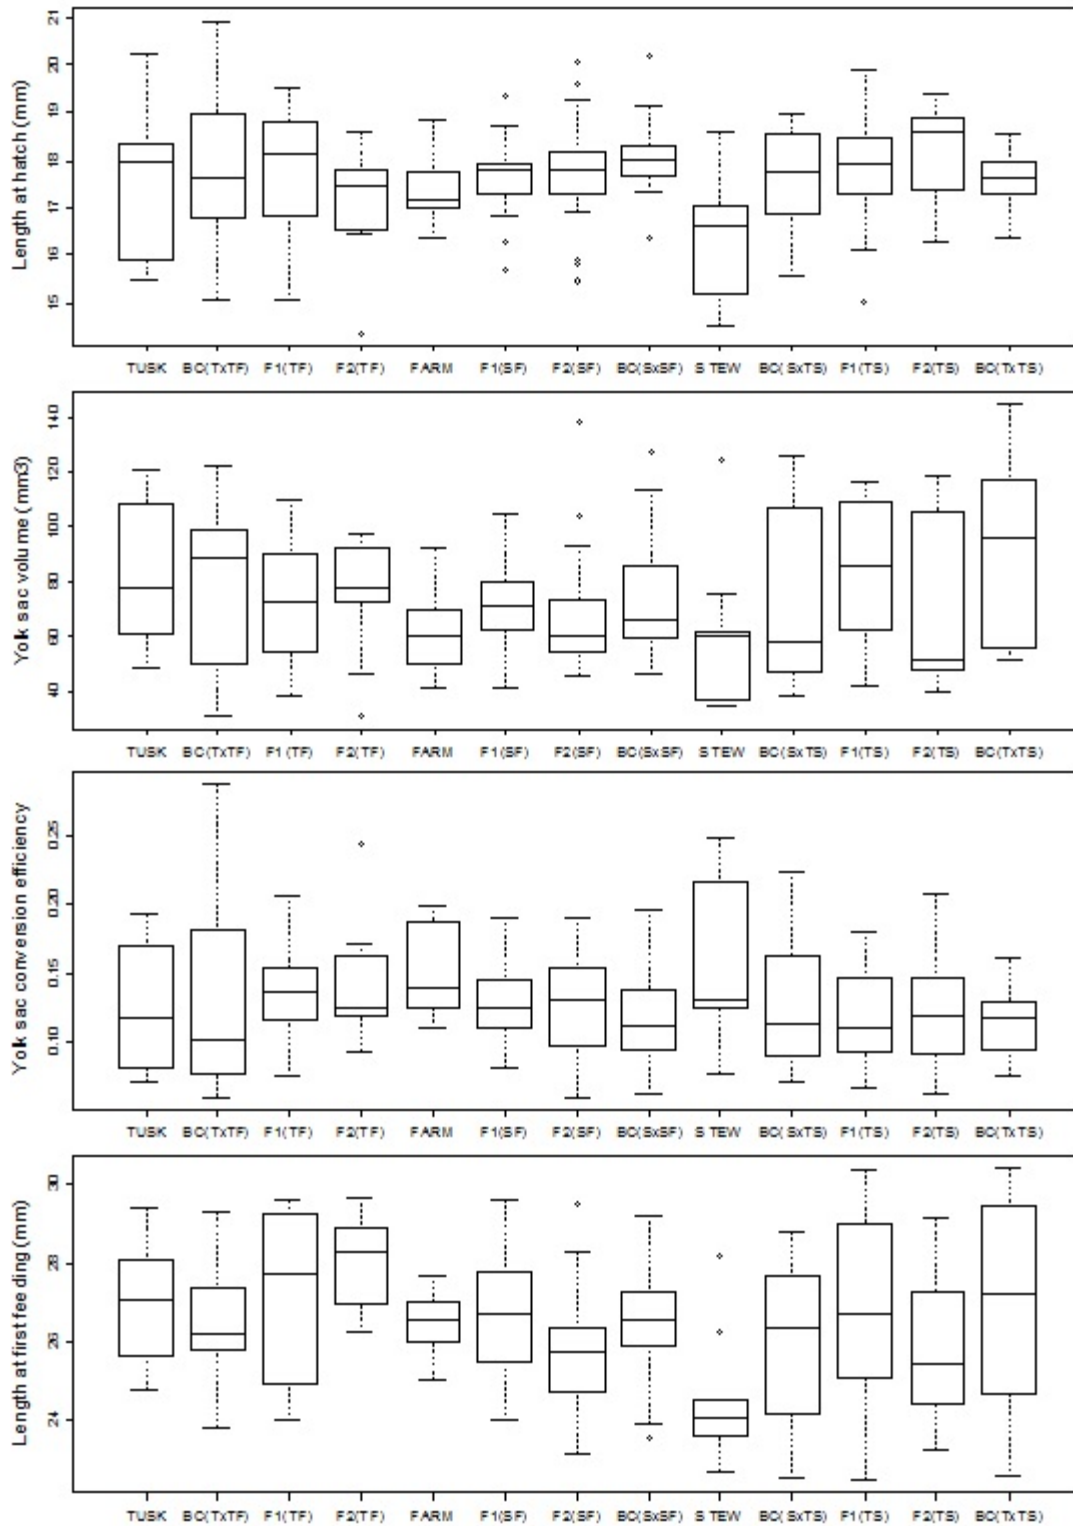 Length at hatch (mm)
21
20
19
18
17
16
15
TUSK BC(TxTF) F1(TF) F2(TF) FARM F1(SF) F2(SF) BC(SxSF) STEW BC(SxTS) F1(TS) F2(TS) BC(TxTS)
Yolk sac volume (mm3)
140
120
100
80
60
40
TUSK BC(TxTF) F1(TF) F2(TF) FARM F1(SF) F2(SF) BC(SxSF) STEW BC(SxTS) F1(TS) F2(TS) BC(TxTS)
Yolk sac conversion efficiency
0.25
0.20
0.15
0.10
TUSK BC(TxTF) F1(TF) F2(TF) FARM F1(SF) F2(SF) BC(SxSF) STEW BC(SxTS) F1(TS) F2(TS) BC(TxTS)
Length at first feeding (mm)
30
28
26
24
TUSK BC(TxTF) F1(TF) F2(TF) FARM F1(SF) F2(SF) BC(SxSF) STEW BC(SxTS) F1(TS) F2(TS) BC(TxTS)